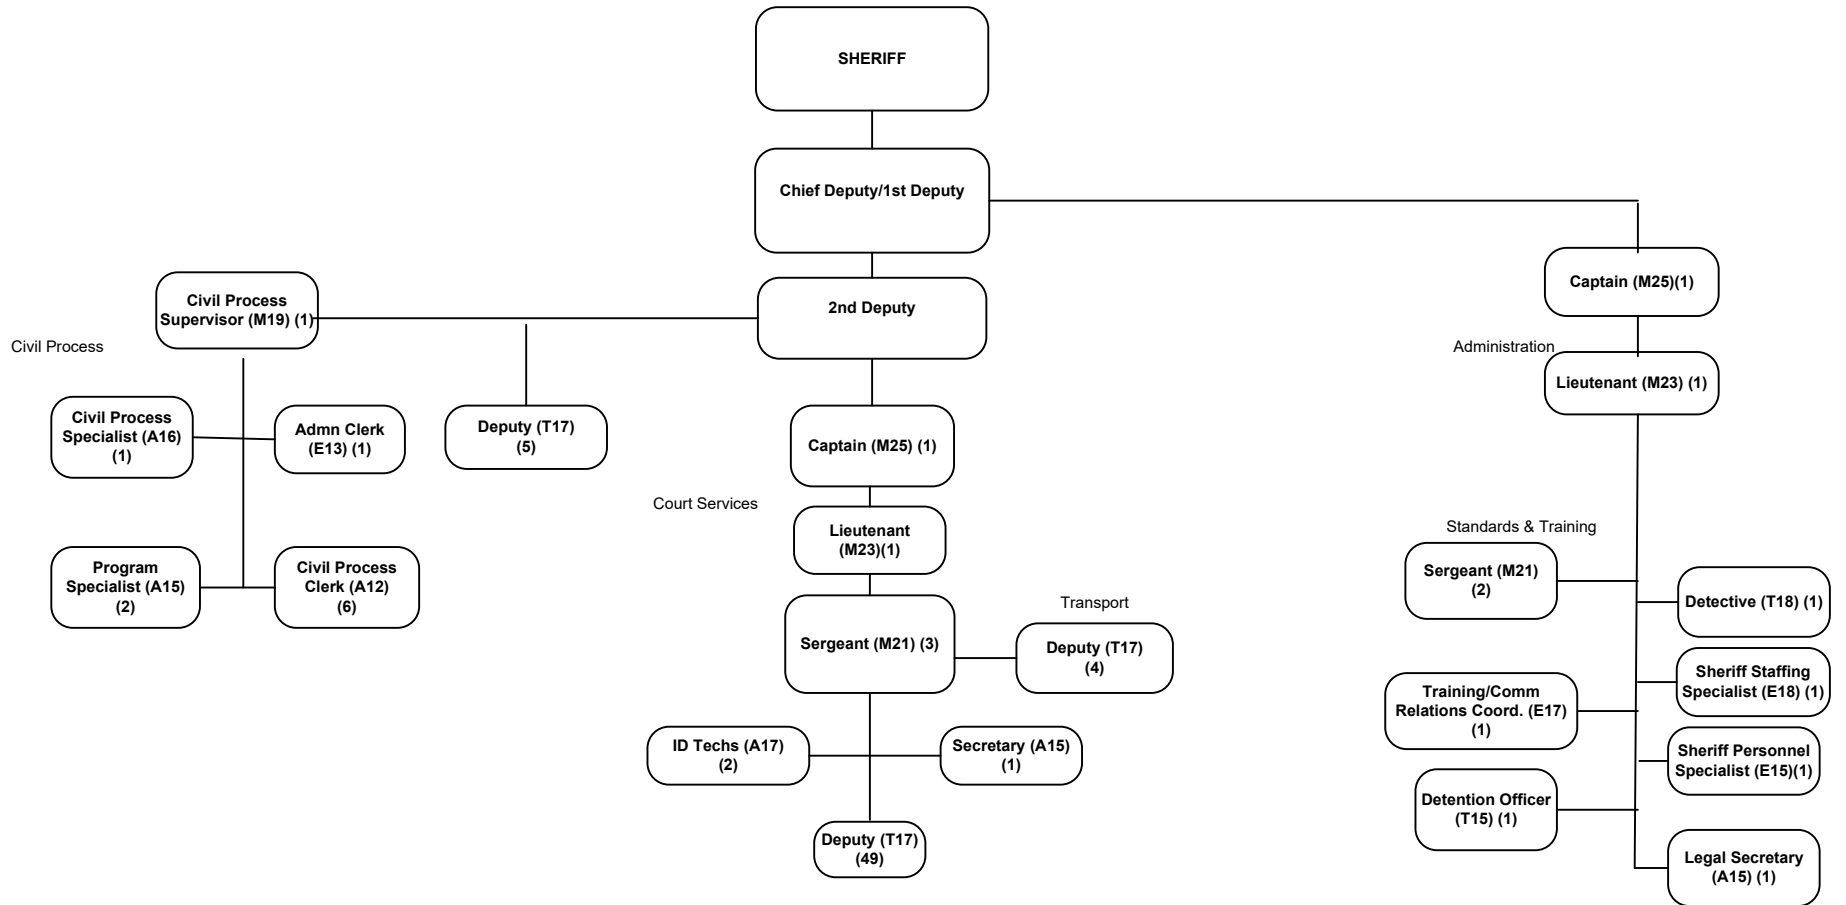 SHERIFF
Chief Deputy/1st Deputy
2nd Deputy
Civil Process
Supervisor (M19) (1)
Civil Process
Civil Process
Specialist (A16)
(1)
Admn Clerk
(E13) (1)
Program
Specialist (A15)
(2)
Civil Process
Clerk (A12)
(6)
Deputy (T17)
(5)
Captain (M25) (1)
Court Services
Lieutenant
(M23)(1)
Sergeant (M21) (3)
Transport
Deputy (T17)
(4)
ID Techs (A17)
(2)
Secretary (A15)
(1)
Deputy (T17)
(49)
Captain (M25)(1)
Administration
Lieutenant (M23) (1)
Standards & Training
Sergeant (M21)
(2)
Detective (T18) (1)
Sheriff Staffing
Specialist (E18) (1)
Training/Comm
Relations Coord. (E17)
(1)
Sheriff Personnel
Specialist (E15)(1)
Detention Officer
(T15) (1)
Legal Secretary
(A15) (1)